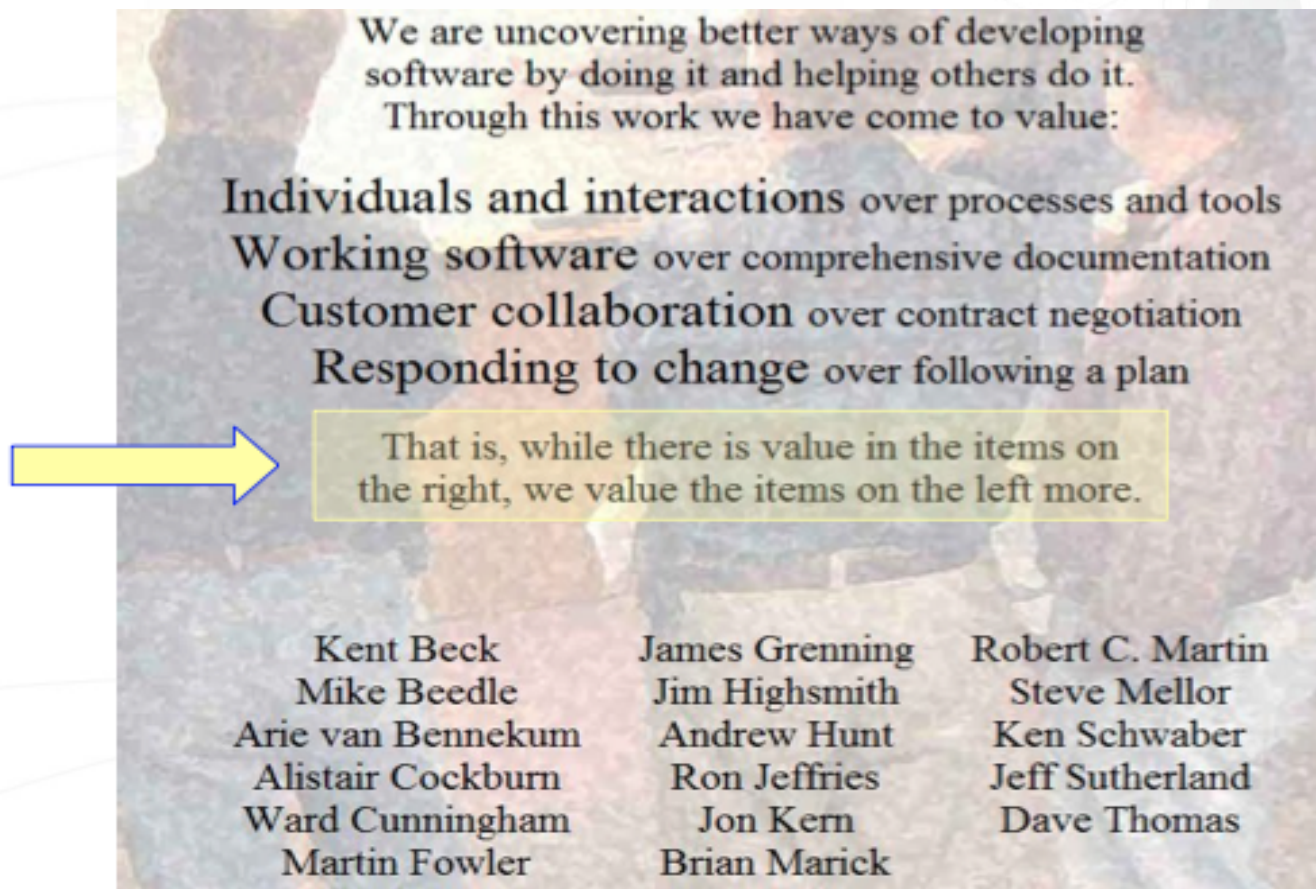 We are uncovering better ways of developing
software by doing it and helping others do it.
Through this work we have come to value:
Individuals and interactions over processes and tools
Working software over comprehensive documentation
Customer collaboration over contract negotiation
Responding to change over following a plan
That is, while there is value in the items on
the right, we value the items on the left more.
Kent Beck
Mike Beedle
Arie van Bennekum
Alistair Cockburn
Ward Cunningham
Martin Fowler
James Grenning
Jim Highsmith
Andrew Hunt
Ron Jeffries
Jon Kern
Brian Marick
Robert C. Martin
Steve Mellor
Ken Schwaber
Jeff Sutherland
Dave Thomas